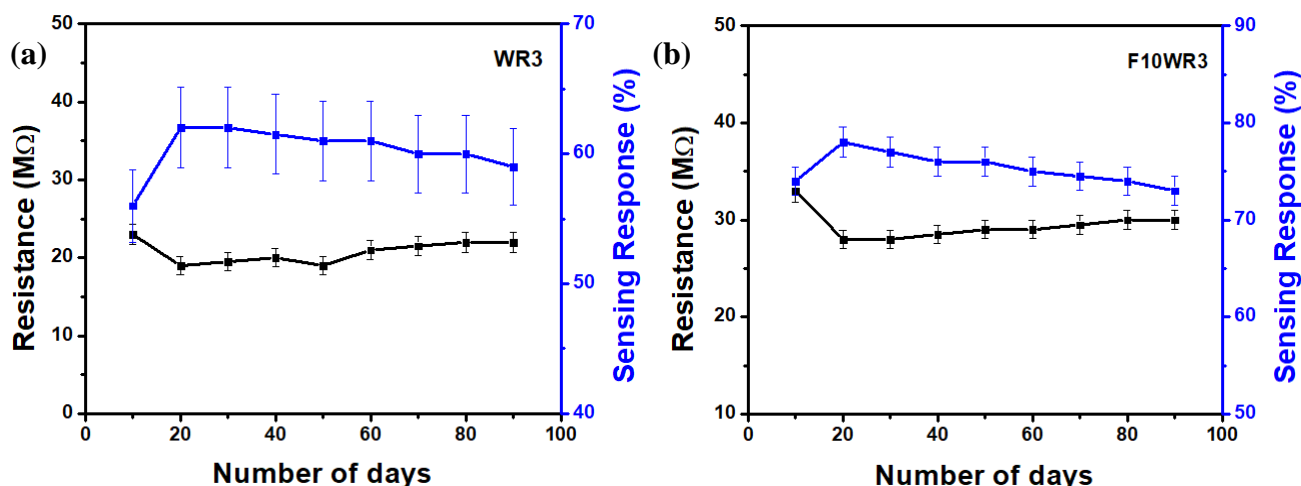 (a)
WR3
Resistance (MΩ)
50
40
30
20
10
0
Sensing Response (%)
70
60
50
40
0 20 40 60 80 100
Number of days
(b)
F10WR3
Resistance (MΩ)
50
40
30
20
10
Sensing Response (%)
90
80
70
60
50
0 20 40 60 80 100
Number of days